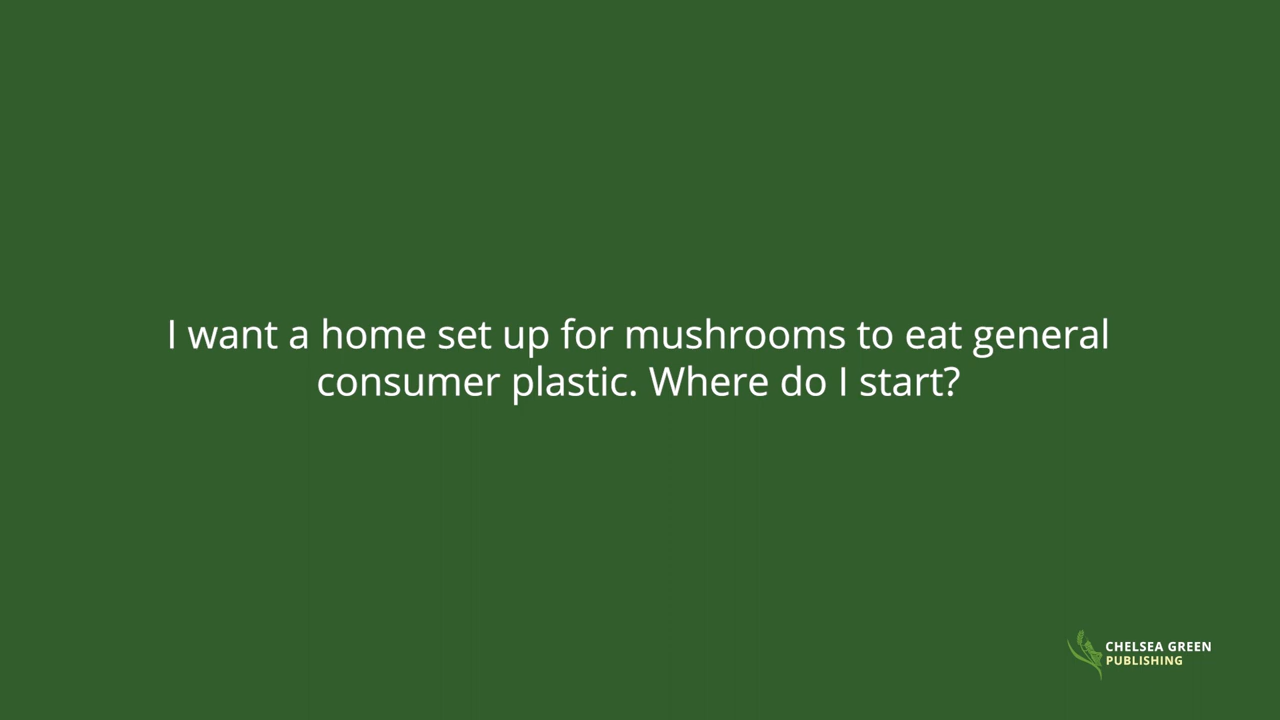 I want a home set up for mushrooms to eat general
consumer plastic. Where do I start?
CHELSEA GREEN
PUBLISHING